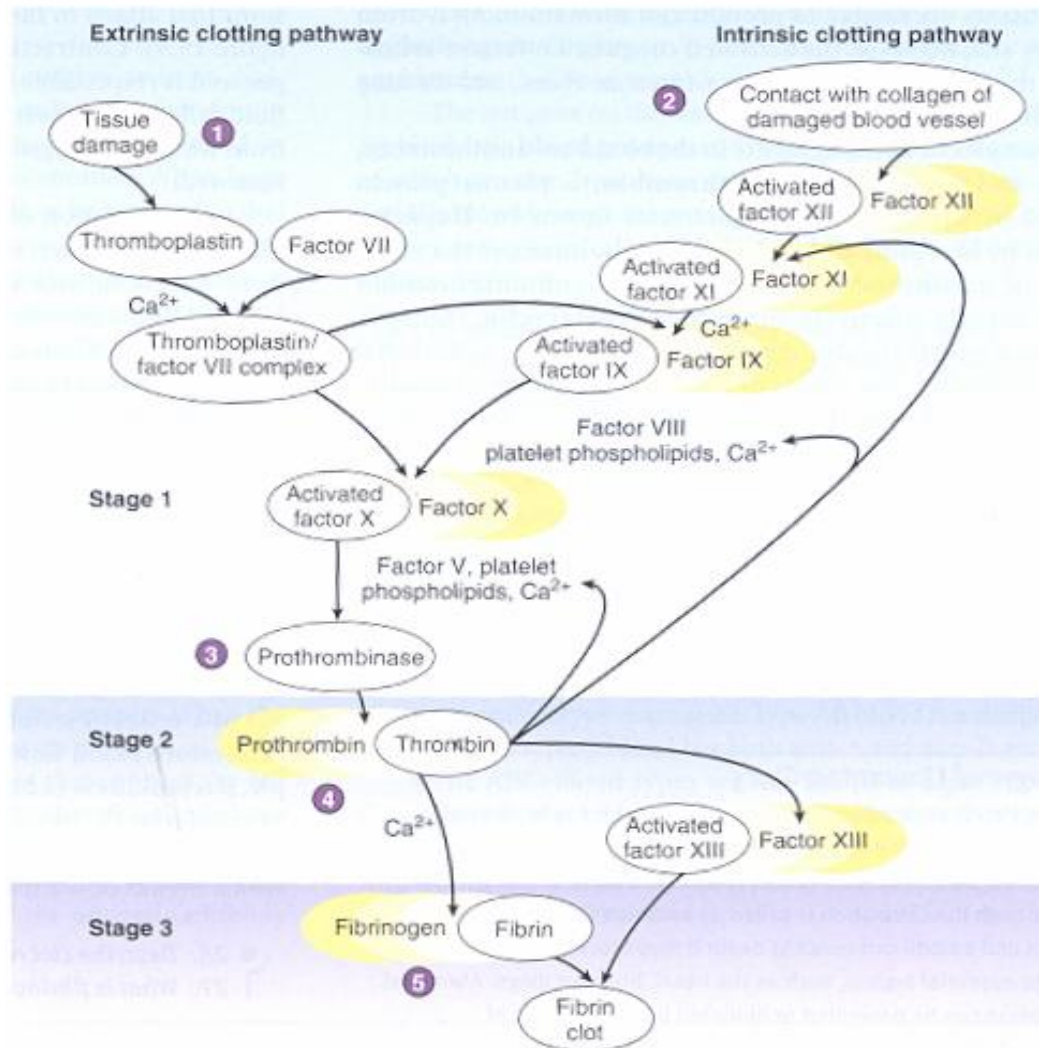 Extrinsic clotting pathway
Intrinsic clotting pathway
1
Tissue
damage
2
Contact with collagen of
damaged blood vessel
Activated
factor XII
Factor XII
Thromboplastin
Factor VII
Activated
factor XI
Factor XI
Ca2+
Ca2+
Thromboplastin/
factor VII complex
Activated
factor IX
Factor IX
Factor VIII
platelet phospholipids, Ca2+
Stage 1
Activated
factor X
Factor X
Factor V, platelet
phospholipids, Ca2+
3
Prothrombinase
Stage 2
Prothrombin
Thrombin
4
Ca2+
Activated
factor XIII
Factor XIII
Stage 3
Fibrinogen
Fibrin
5
Fibrin
clot